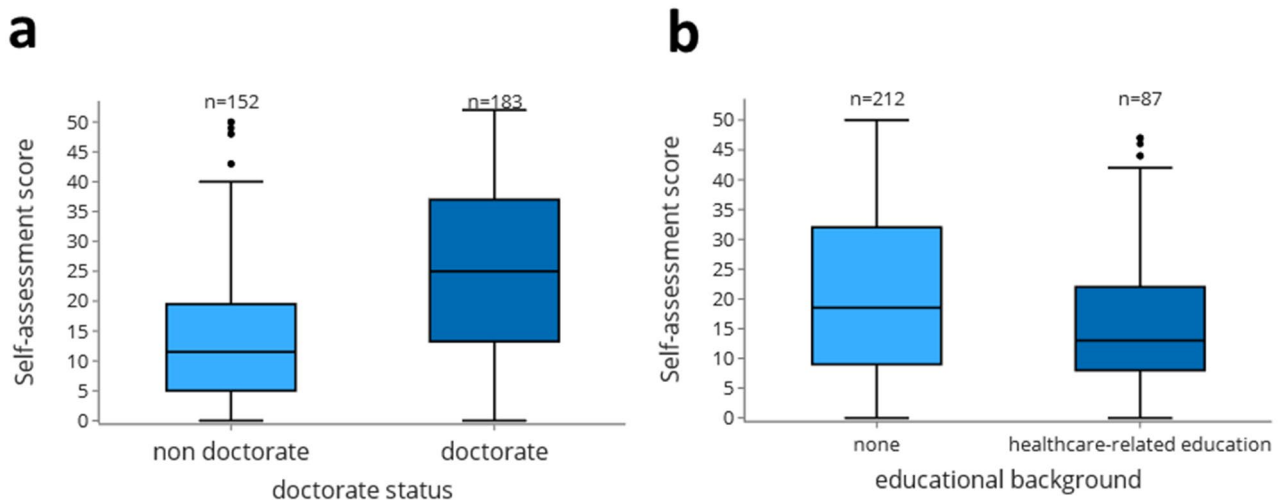 a
n=152
n=183
50
45
40
35
30
25
20
15
10
5
0
Self-assessment score
non doctorate
doctorate
doctorate status
b
n=212
n=87
50
45
40
35
30
25
20
15
10
5
0
Self-assessment score
none
healthcare-related education
educational background